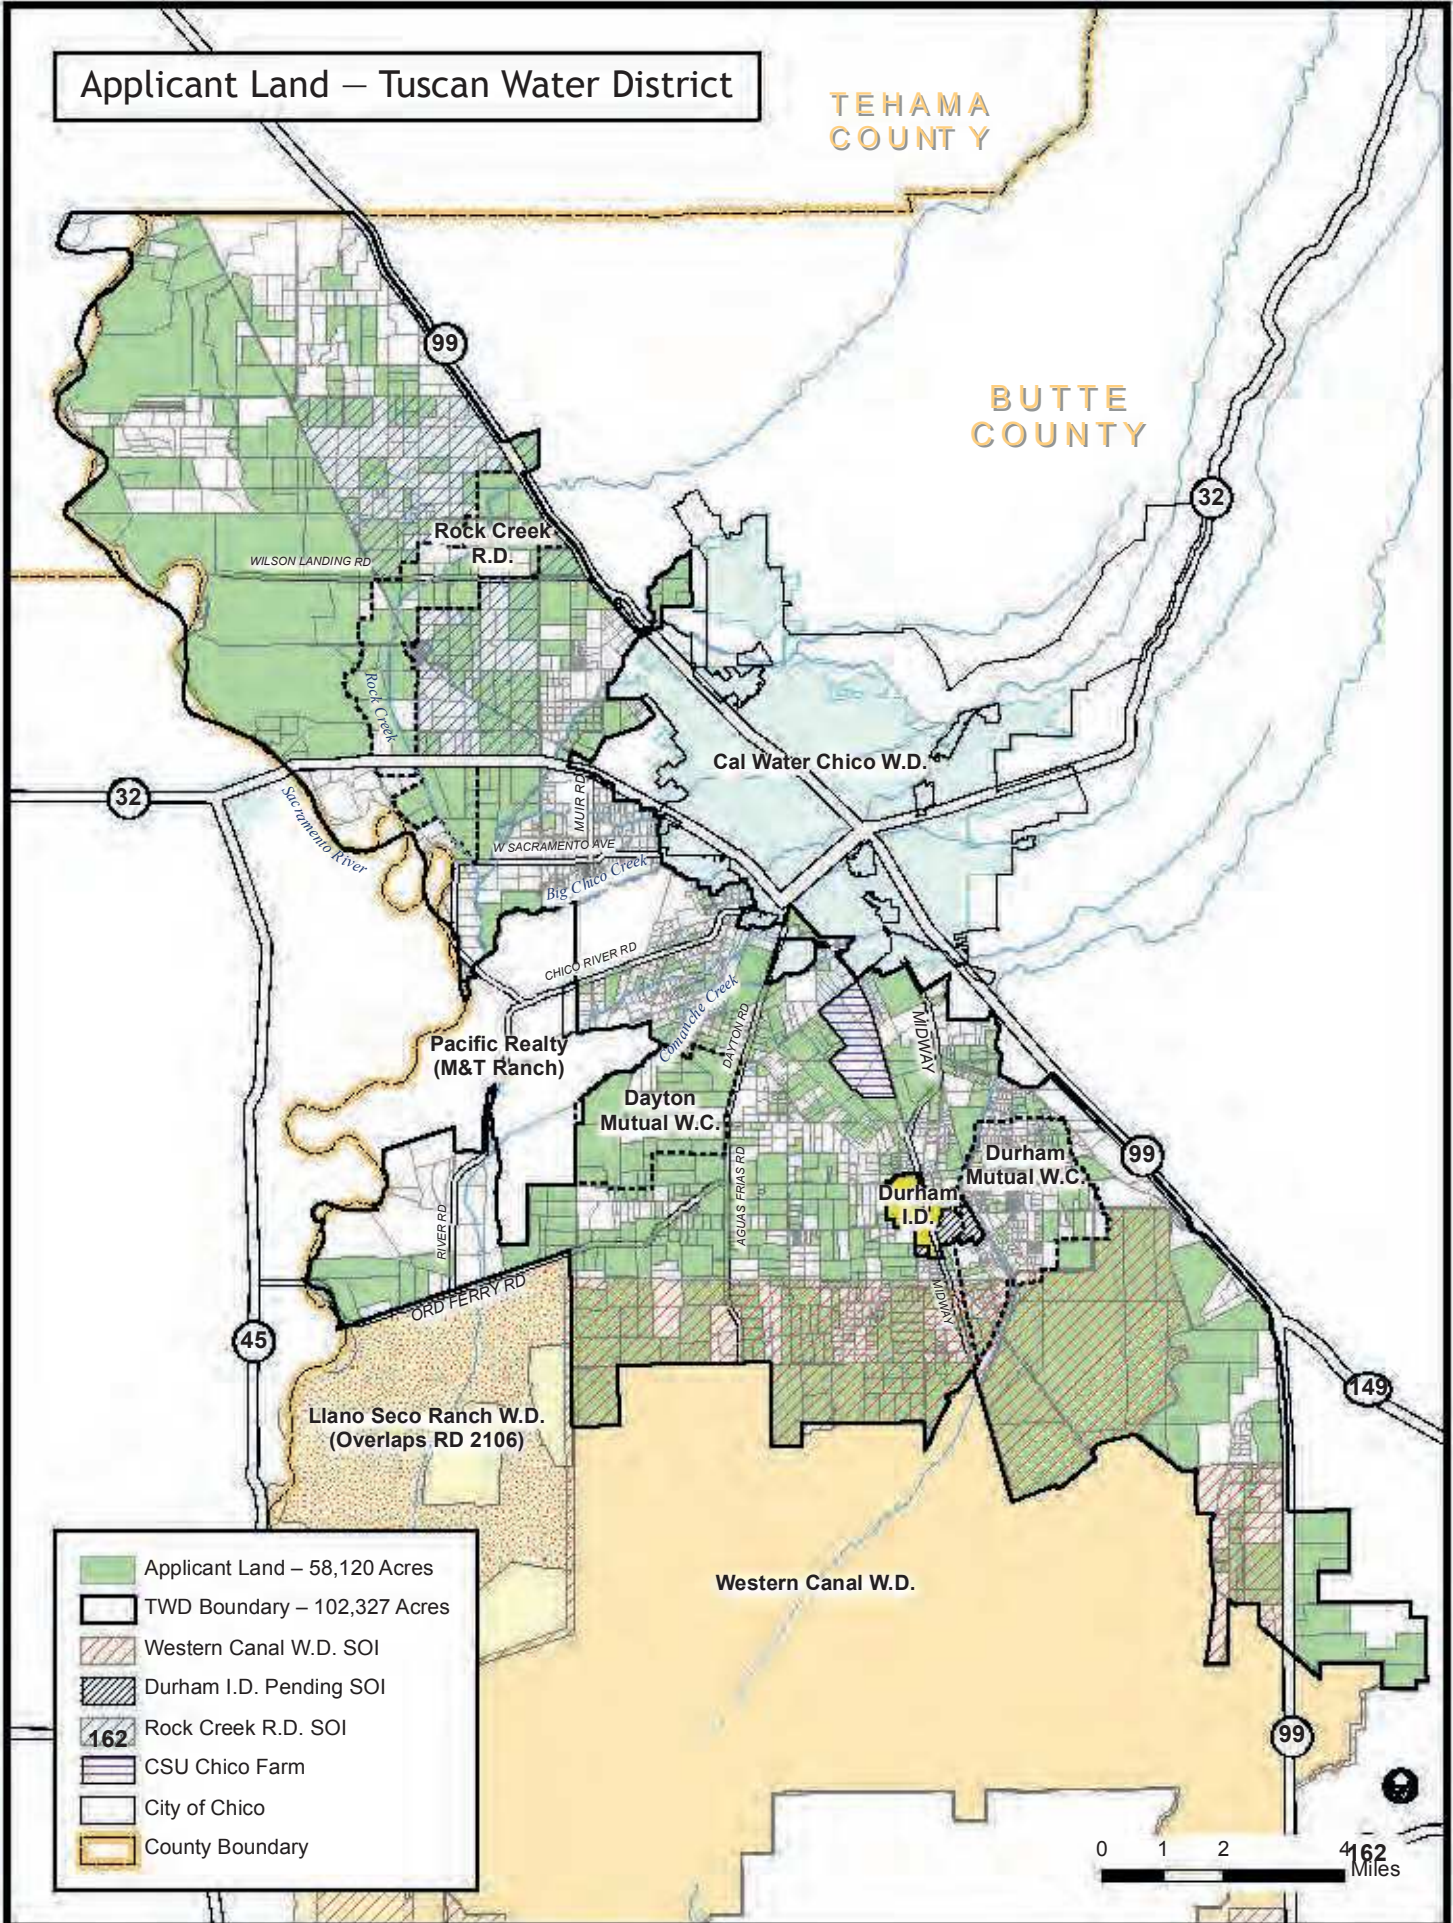 Applicant Land – Tuscan Water District
TEHAMA
COUNTY
99
BUTTE
COUNTY
32
Rock Creek
R.D.
WILSON LANDING RD
Rock Creek
Cal Water Chico W.D.
32
Sacramento River
MUIR RD
W SACRAMENTO AVE
Big Chico Creek
CHICO RIVER RD
Comanche Creek
DAYTON RD
MIDWAY
Pacific Realty
(M&T Ranch)
Dayton
Mutual W.C.
99
Durham
Mutual W.C.
Durham
I.D.
AGUAS FRIAS RD
RIVER RD
ORD FERRY RD
MIDWAY
45
149
Llano Seco Ranch W.D.
(Overlaps RD 2106)
Western Canal W.D.
99
Applicant Land – 58,120 Acres
TWD Boundary – 102,327 Acres
Western Canal W.D. SOI
Durham I.D. Pending SOI
162
Rock Creek R.D. SOI
CSU Chico Farm
City of Chico
County Boundary
0 1 2 4
162
Miles